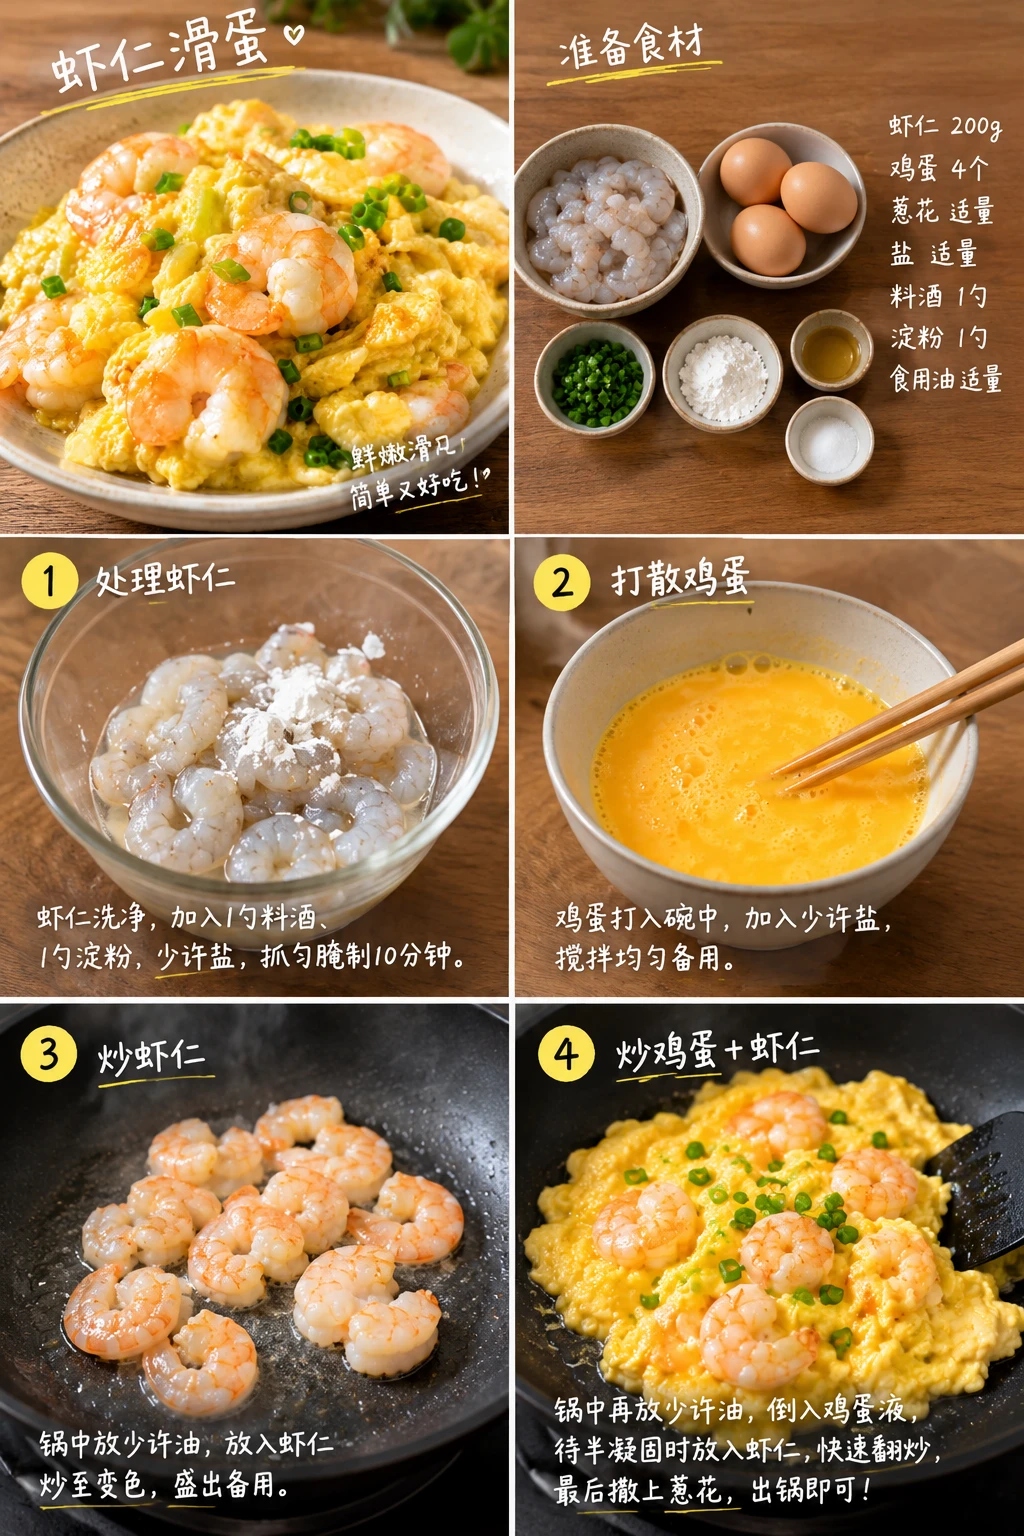 虾仁滑蛋
准备食材
虾仁 200g
鸡蛋 4个
葱花 适量
盐 适量
料酒 1勺
淀粉 1勺
食用油 适量
鲜嫩滑
简单又好吃!
1 处理虾仁
虾仁洗净,加入1勺料酒、
1勺淀粉,少许盐,抓匀腌制10分钟。
2 打散鸡蛋
鸡蛋打入碗中,加入少许盐,
搅拌均匀备用。
3 炒虾仁
锅中放少许油,放入虾仁
炒至变色,盛出备用。
4 炒鸡蛋+虾仁
锅中再放少许油,倒入鸡蛋液,
待半凝固时放入虾仁,快速翻炒,
最后撒上葱花,出锅即可!